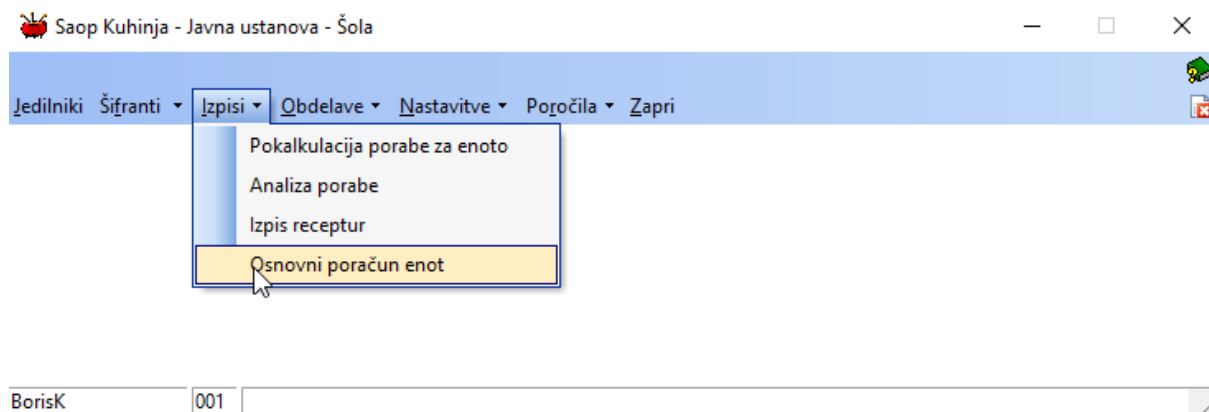 Saop Kuhinja - Javna ustanova - Šola
Jedilniki Šifranti Izpisi Obdelave Nastavitve Poročila Zapri
Pokalkulacija porabe za enoto
Analiza porabe
Izpis receptur
Osnovni poračun enot
BorisK 001